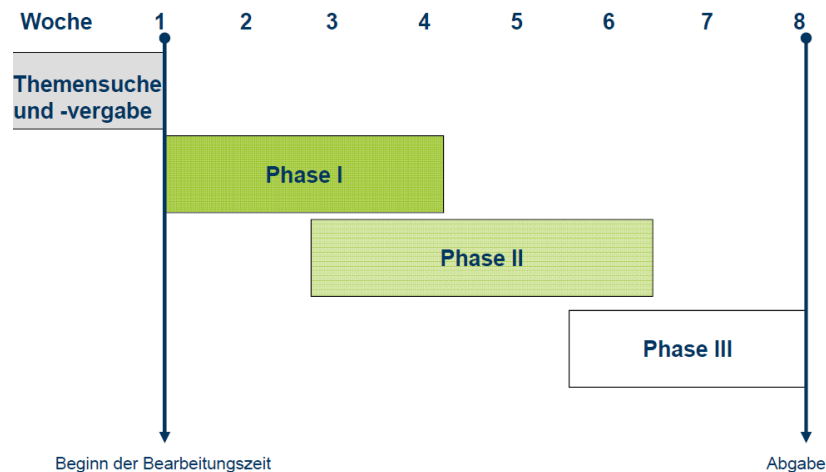 Woche 1 2 3 4 5 6 7 8
Themensuche
und -vergabe
Phase I
Phase II
Phase III
Beginn der Bearbeitungszeit
Abgabe